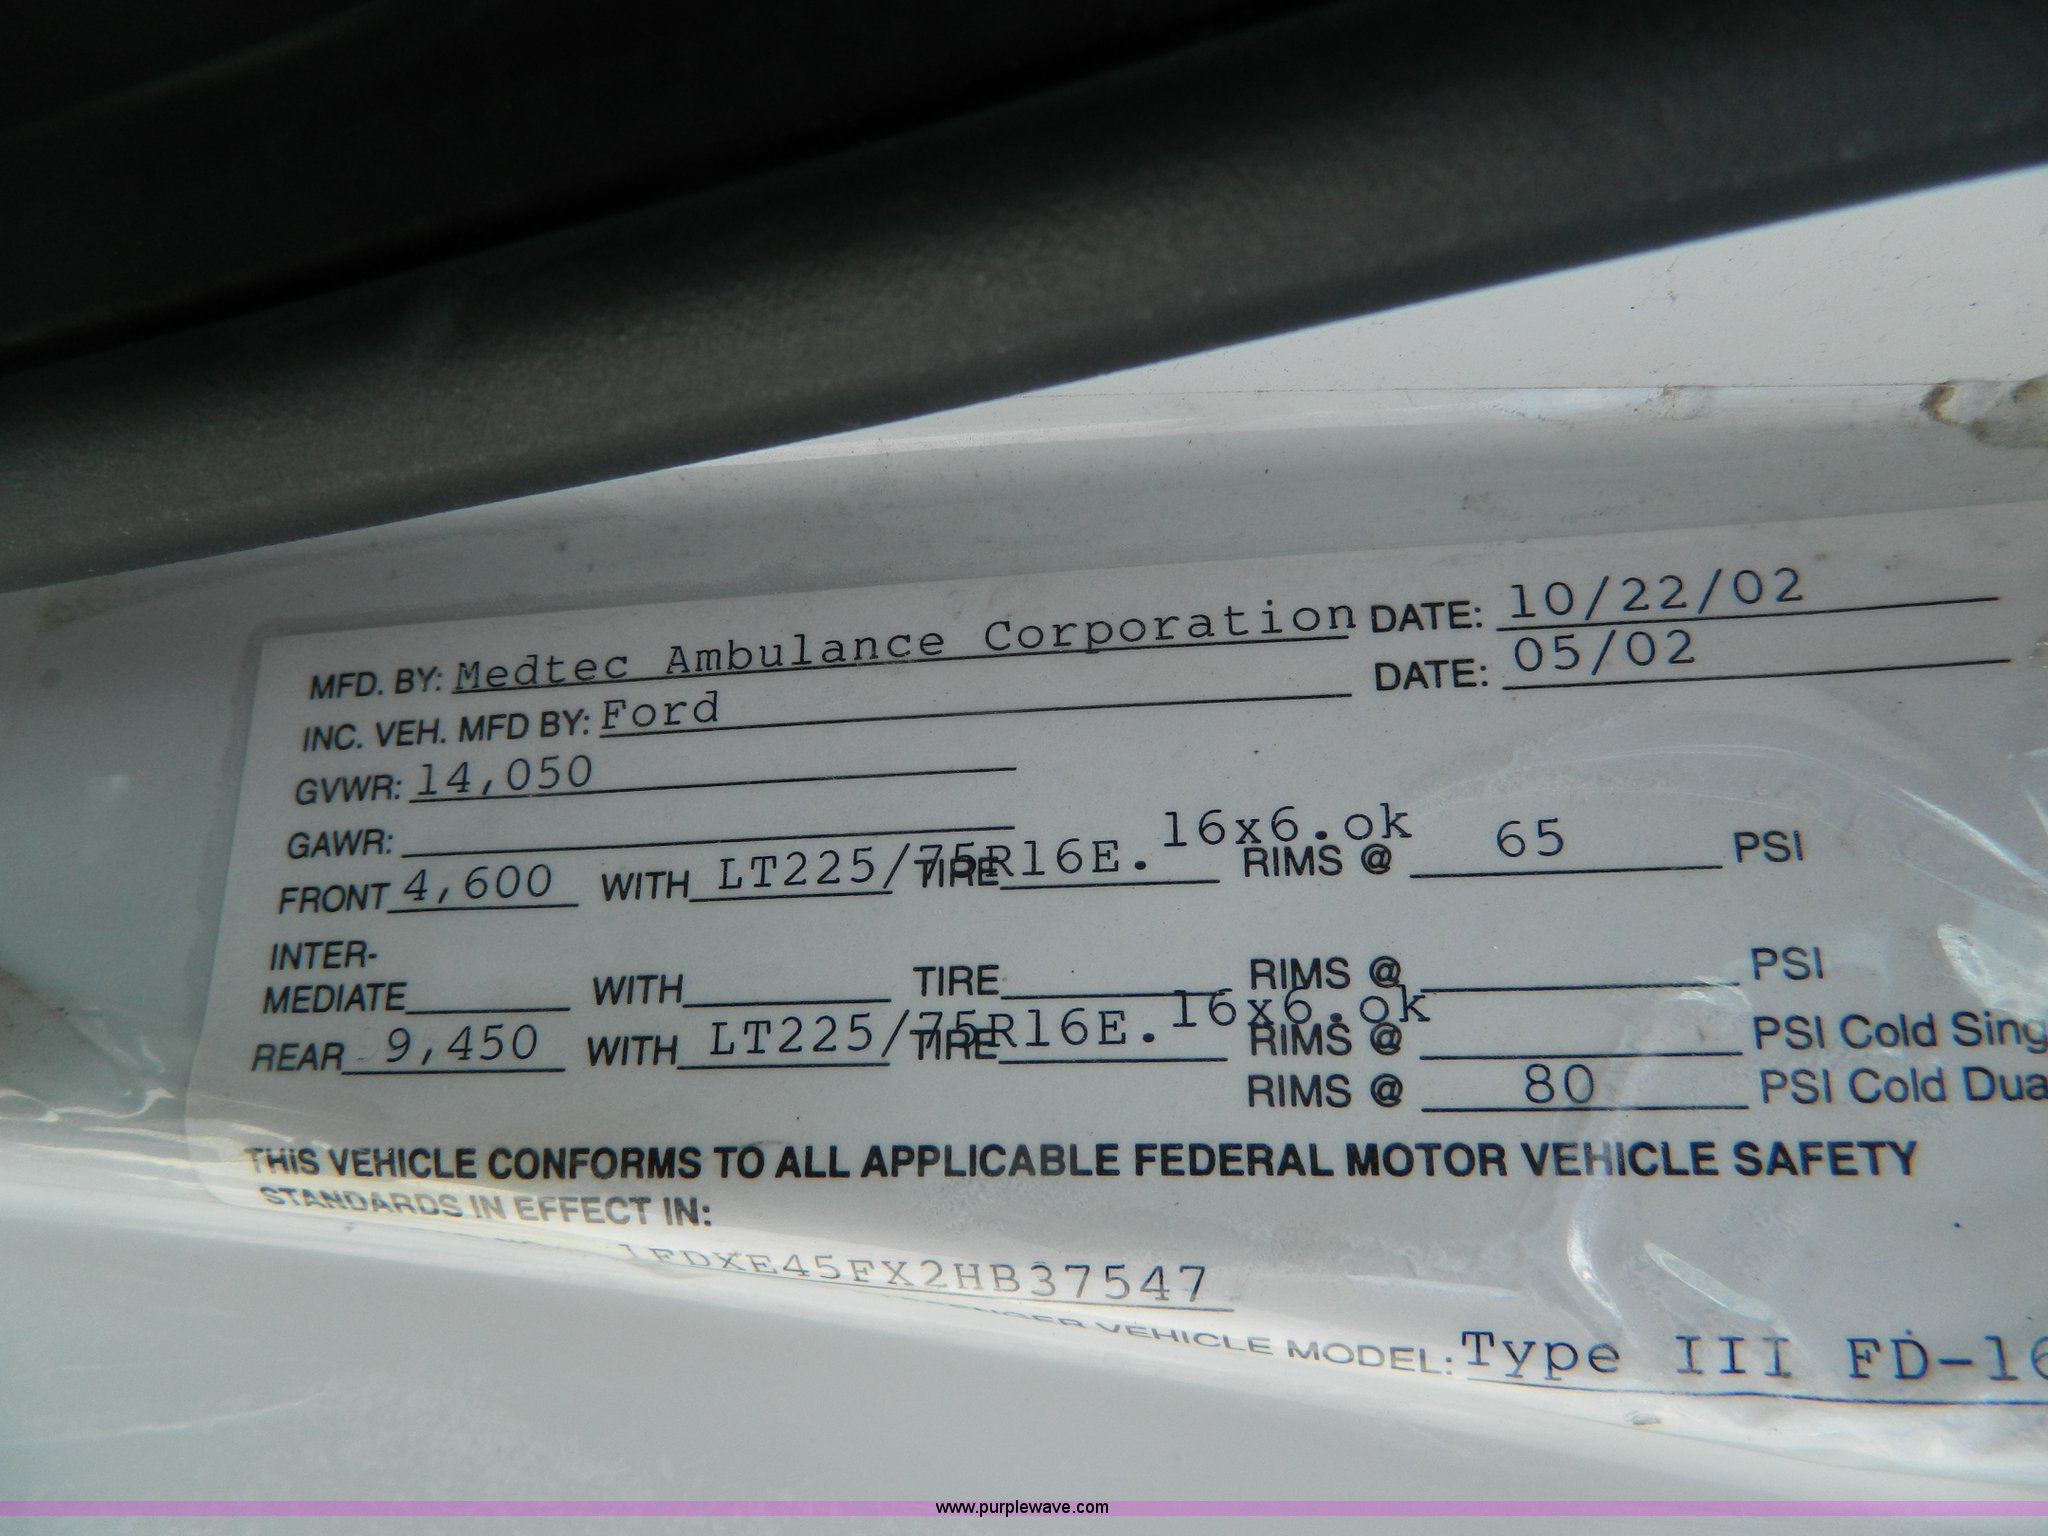 MFD. BY: Medtec Ambulance Corporation DATE: 10/22/02
INC. VEH. MFD BY: Ford DATE: 05/02
GVWR: 14,050
GAWR:
FRONT 4,600 WITH LT225/75R16E. TIRE 16x6.ok RIMS @ 65 PSI
INTER-
MEDIATE WITH TIRE RIMS @ PSI
REAR 9,450 WITH LT225/75R16E. TIRE 16x6.ok RIMS @ PSI Cold Sing
RIMS @ 80 PSI Cold Dua
THIS VEHICLE CONFORMS TO ALL APPLICABLE FEDERAL MOTOR VEHICLE SAFETY
STANDARDS IN EFFECT IN:
1FDXE45FX2HB37547
VEHICLE MODEL: Type III FD-16
www.purplewave.com